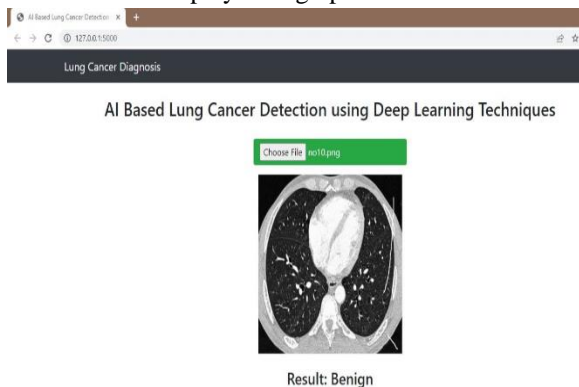 AI Based Lung Cancer Detection
127.0.0.1:5000
Lung Cancer Diagnosis
AI Based Lung Cancer Detection using Deep Learning Techniques
Choose File no10.png
Result: Benign